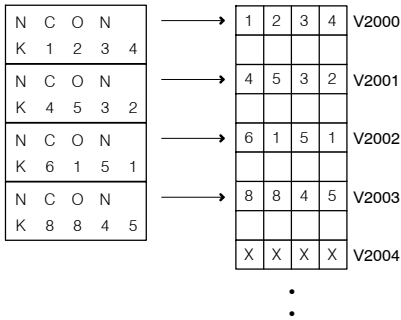 N C O N
K 1 2 3 4
N C O N
K 4 5 3 2
N C O N
K 6 1 5 1
N C O N
K 8 8 4 5
1 2 3 4 V2000
4 5 3 2 V2001
6 1 5 1 V2002
8 8 4 5 V2003
X X X X V2004